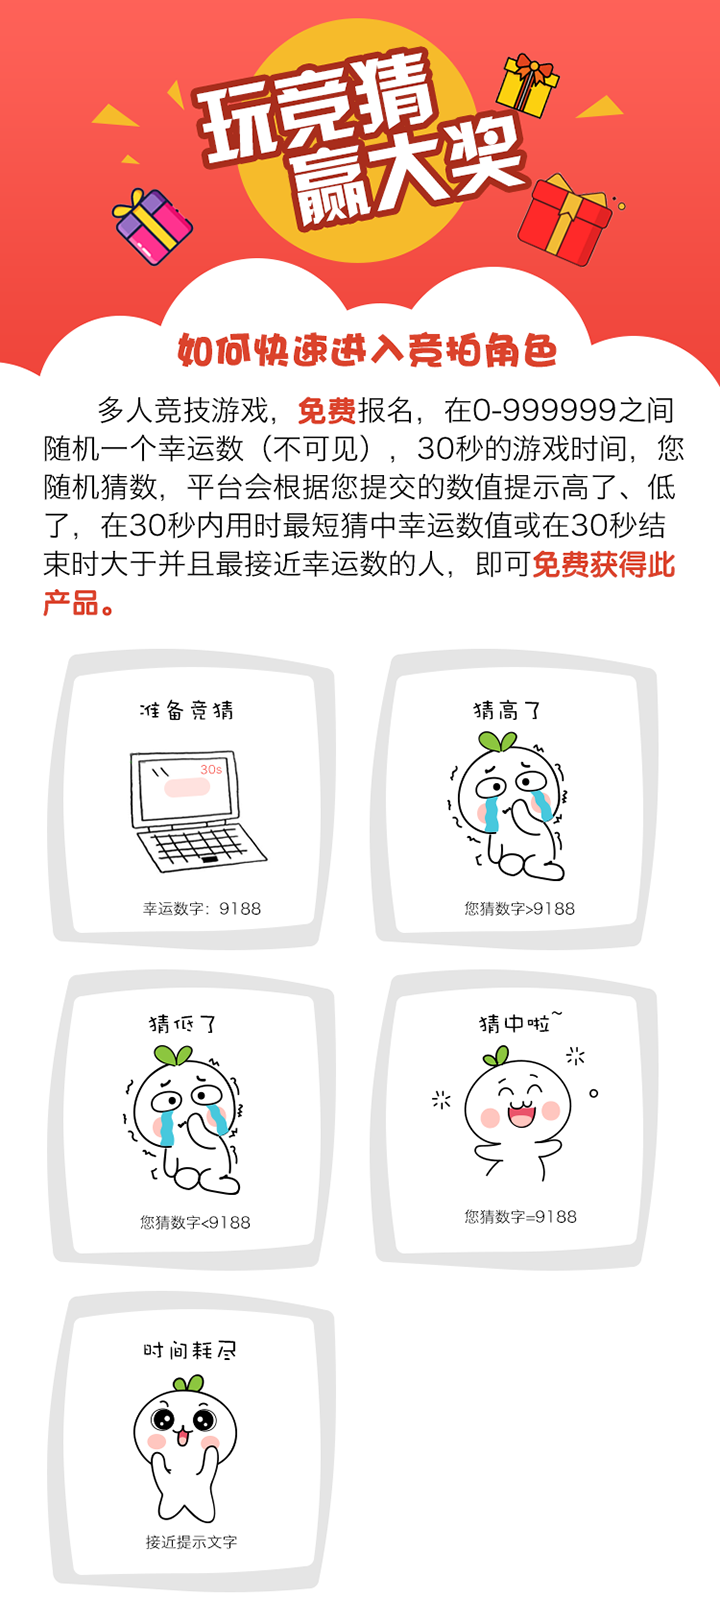 玩竞猜
赢大奖
如何快速进入竞拍角色
多人竞技游戏，免费报名，在0-999999之间
随机一个幸运数（不可见），30秒的游戏时间，您
随机猜数，平台会根据您提交的数值提示高了、低
了，在30秒内用时最短猜中幸运数值或在30秒结
束时大于并且最接近幸运数的人，即可免费获得此
产品。
准备竞猜
30s
幸运数字：9188
猜高了
您猜数字>9188
猜低了
您猜数字<9188
猜中啦~
您猜数字=9188
时间耗尽
接近提示文字